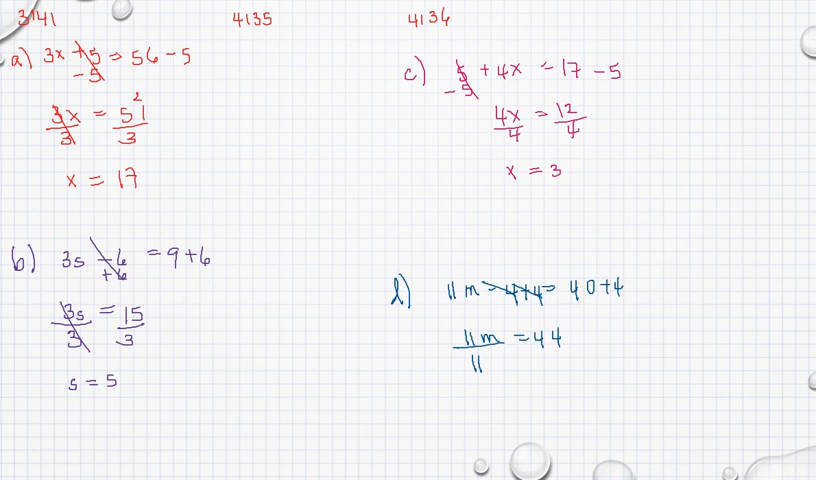 3141 4135 4136
a) 3x + 5 = 56 - 5
- 5
3x = 51
3 3
2
x = 17
b) 3s - 6 = 9 + 6
+ 6
3s = 15
3 3
s = 5
c) 5 + 4x = 17 - 5
- 5
4x = 12
4 4
x = 3
d) 11m - 4 + 4 = 40 + 4
11m = 44
11